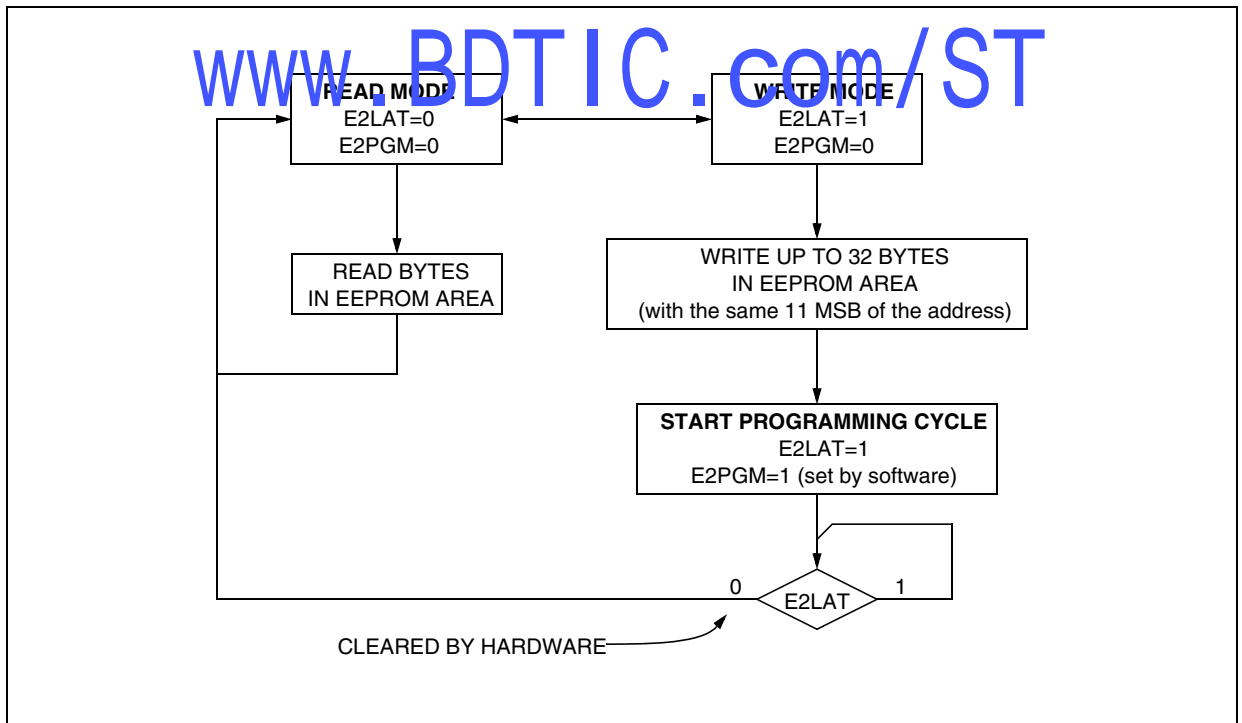 www.BDTIC.com/ST
READ MODE
E2LAT=0
E2PGM=0
WRITE MODE
E2LAT=1
E2PGM=0
READ BYTES
IN EEPROM AREA
WRITE UP TO 32 BYTES
IN EEPROM AREA
(with the same 11 MSB of the address)
START PROGRAMMING CYCLE
E2LAT=1
E2PGM=1 (set by software)
0
E2LAT
1
CLEARED BY HARDWARE